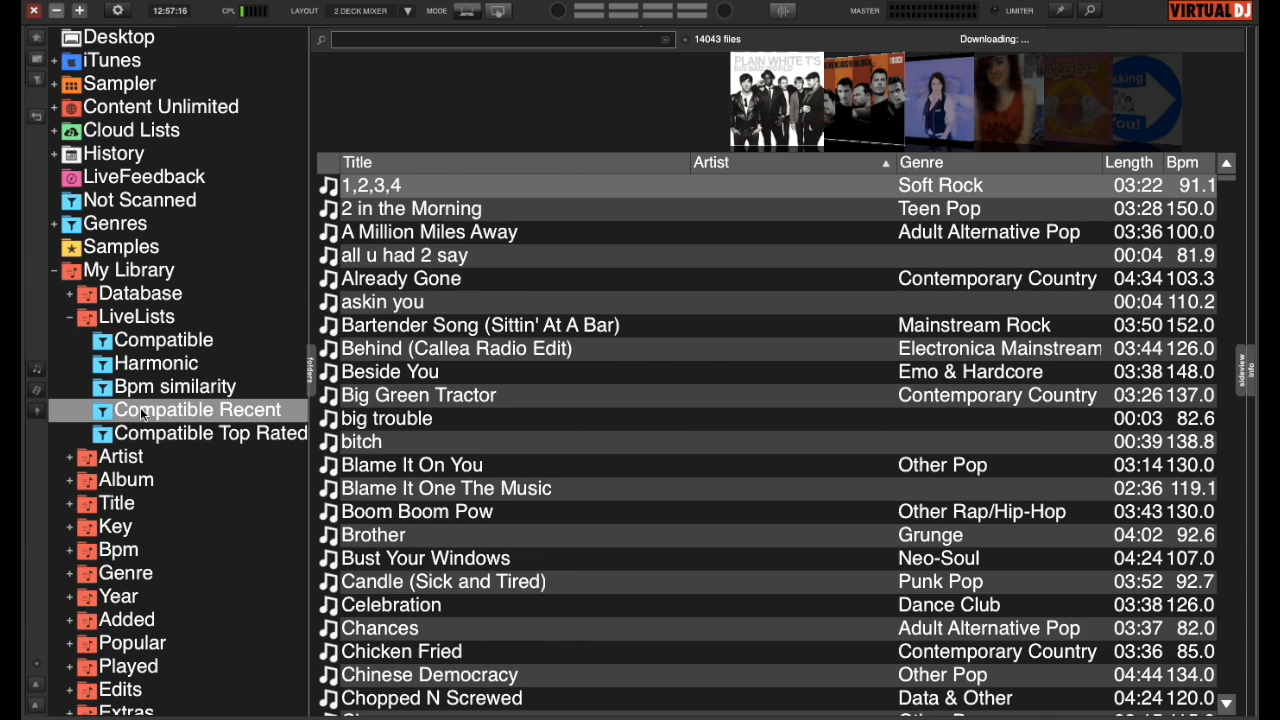 12:57:16 CPL LAYOUT 2 DECK MIXER MODE MASTER LIMITER VIRTUAL DJ
Desktop
iTunes
Sampler
Content Unlimited
Cloud Lists
History
LiveFeedback
Not Scanned
Genres
Samples
My Library
Database
LiveLists
Compatible
Harmonic
Bpm similarity
Compatible Recent
Compatible Top Rated
Artist
Album
Title
Key
Bpm
Genre
Year
Added
Popular
Played
Edits
Extras
folders
14043 files Downloading: ...
PLAIN WHITE T'S
BIG BAD WORLD
Title Artist Genre Length Bpm
1,2,3,4 Soft Rock 03:22 91.1
2 in the Morning Teen Pop 03:28 150.0
A Million Miles Away Adult Alternative Pop 03:36 100.0
all u had 2 say 00:04 81.9
Already Gone Contemporary Country 04:34 103.3
askin you 00:04 110.2
Bartender Song (Sittin' At A Bar) Mainstream Rock 03:50 152.0
Behind (Callea Radio Edit) Electronica Mainstream 03:44 126.0
Beside You Emo & Hardcore 03:38 148.0
Big Green Tractor Contemporary Country 03:26 137.0
big trouble 00:03 82.6
bitch 00:39 138.8
Blame It On You Other Pop 03:14 130.0
Blame It One The Music 02:36 119.1
Boom Boom Pow Other Rap/Hip-Hop 03:43 130.0
Brother Grunge 04:02 92.6
Bust Your Windows Neo-Soul 04:24 107.0
Candle (Sick and Tired) Punk Pop 03:52 92.7
Celebration Dance Club 03:38 126.0
Chances Adult Alternative Pop 03:37 82.0
Chicken Fried Contemporary Country 03:36 85.0
Chinese Democracy Other Pop 04:44 134.0
Chopped N Screwed Data & Other 04:24 120.0
sideview
info